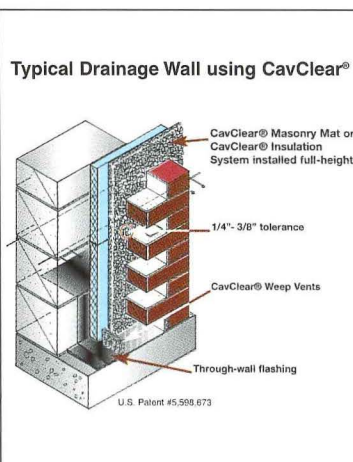 Typical Drainage Wall using CavClear®
CavClear® Masonry Mat or
CavClear® Insulation
System installed full-height
1/4"- 3/8" tolerance
CavClear® Weep Vents
Through-wall flashing
U.S. Patent #5,598,673